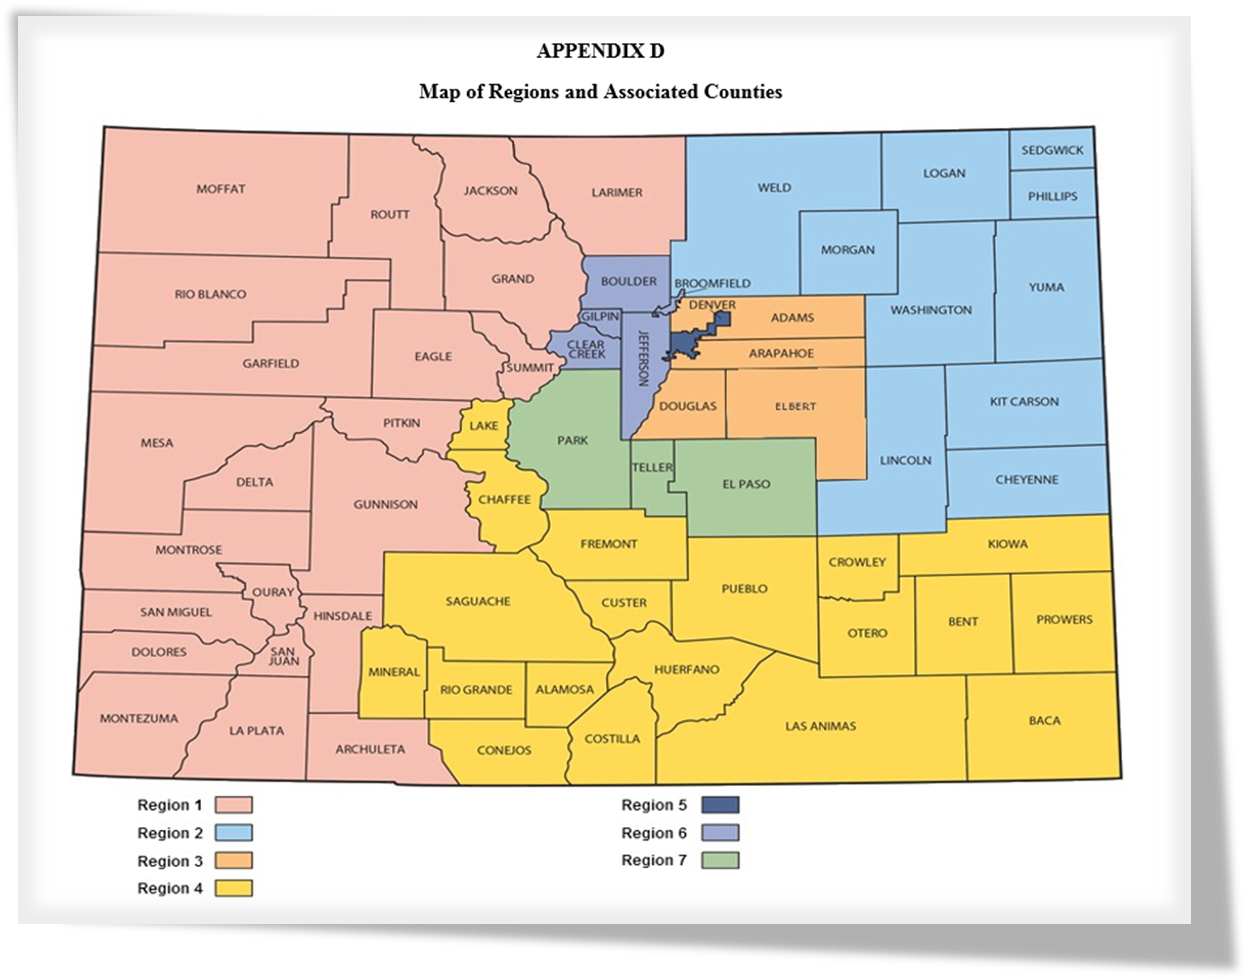 APPENDIX D
Map of Regions and Associated Counties
MOFFAT
ROUTT
JACKSON
LARIMER
WELD
LOGAN
SEDGWICK
PHILLIPS
MORGAN
RIO BLANCO
GRAND
BOULDER
BROOMFIELD
WASHINGTON
YUMA
GARFIELD
EAGLE
SUMMIT
GILPIN
CLEAR
CREEK
JEFFERSON
DENVER
ADAMS
ARAPAHOE
MESA
PITKIN
LAKE
PARK
DOUGLAS
ELBERT
LINCOLN
KIT CARSON
DELTA
GUNNISON
CHAFFEE
TELLER
EL PASO
CHEYENNE
MONTROSE
FREMONT
CROWLEY
KIOWA
OURAY
SAN MIGUEL
HINSDALE
SAGUACHE
CUSTER
PUEBLO
OTERO
BENT
PROWERS
DOLORES
SAN
JUAN
MINERAL
RIO GRANDE
ALAMOSA
HUERFANO
MONTEZUMA
LA PLATA
ARCHULETA
CONEJOS
COSTILLA
LAS ANIMAS
BACA
Region 1
Region 2
Region 3
Region 4
Region 5
Region 6
Region 7